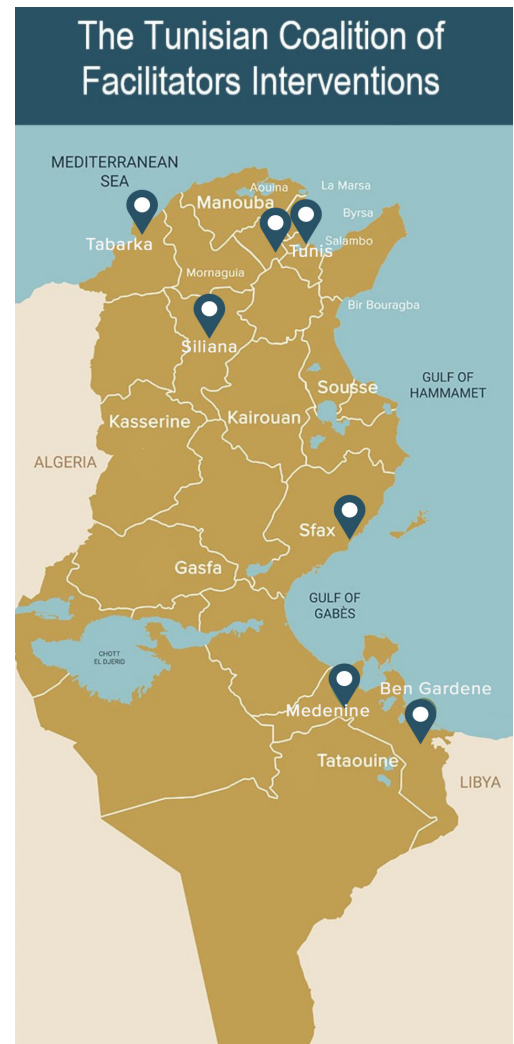 The Tunisian Coalition of
Facilitators Interventions
MEDITERRANEAN
SEA
Aouina
La Marsa
Manouba
Byrsa
Tabarka
Tunis
Salambo
Mornaguia
Bir Bouragba
Siliana
GULF OF
HAMMAMET
Sousse
Kasserine
Kairouan
ALGERIA
Sfax
Gasfa
GULF OF
GABÈS
CHOTT
EL DJERID
Ben Gardene
Medenine
Tataouine
LIBYA